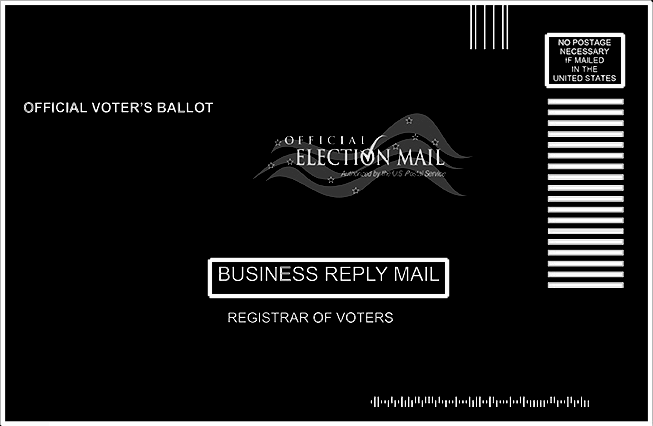 NO POSTAGE
NECESSARY
IF MAILED
IN THE
UNITED STATES
OFFICIAL VOTER'S BALLOT
OFFICIAL
ELECTION MAIL
Authorized by the U.S. Postal Service
BUSINESS REPLY MAIL
REGISTRAR OF VOTERS